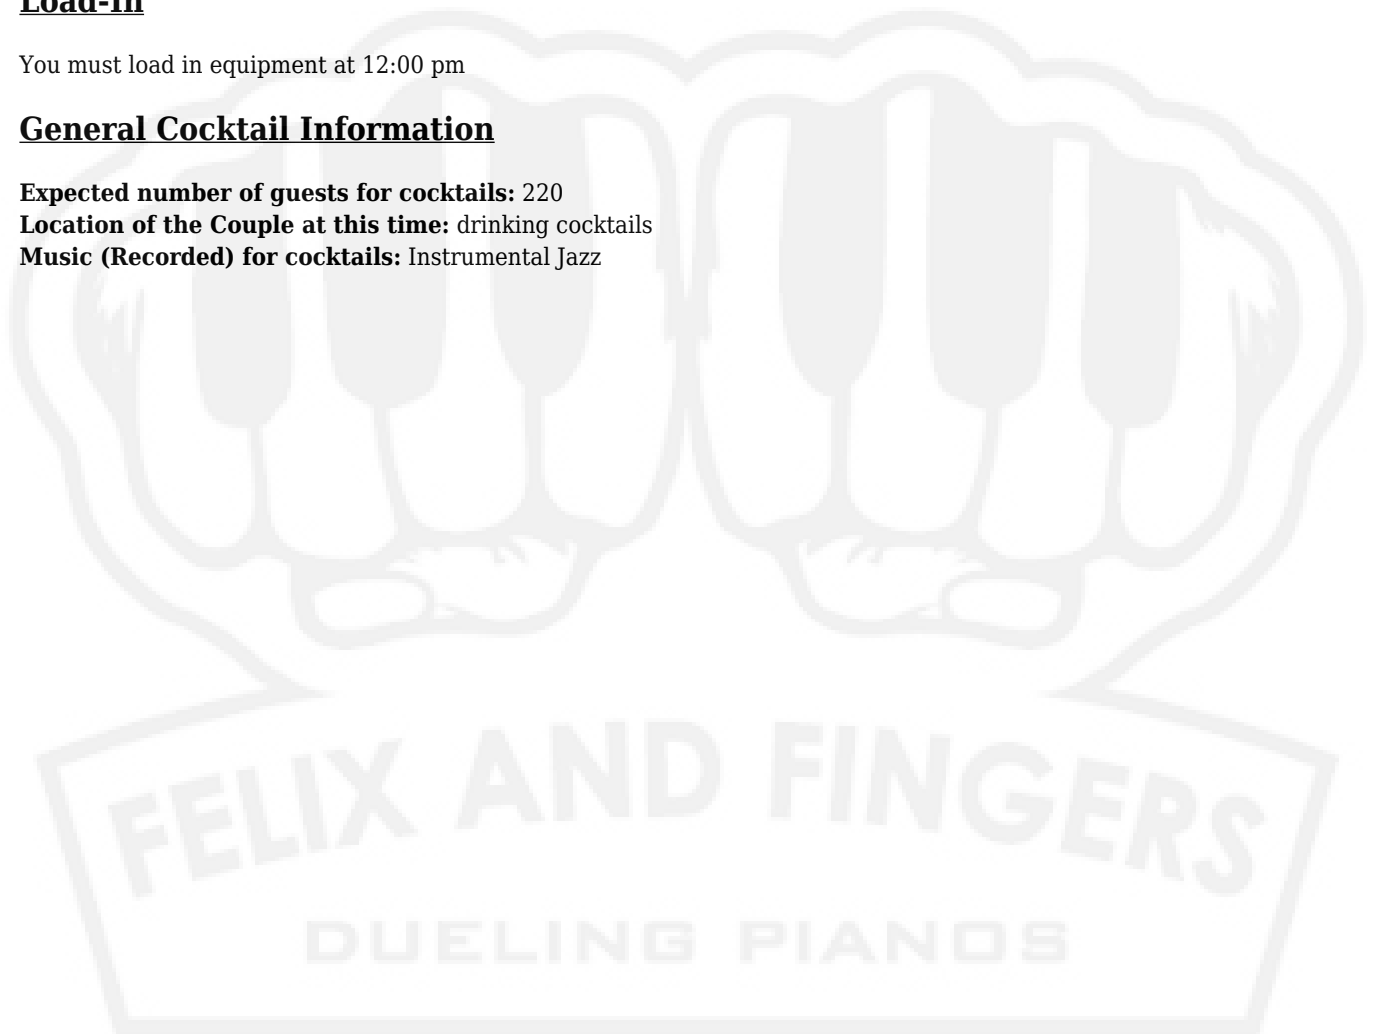 Load-In
You must load in equipment at 12:00 pm
General Cocktail Information
Expected number of guests for cocktails: 220
Location of the Couple at this time: drinking cocktails
Music (Recorded) for cocktails: Instrumental Jazz
FELIX AND FINGERS
DUELING PIANOS